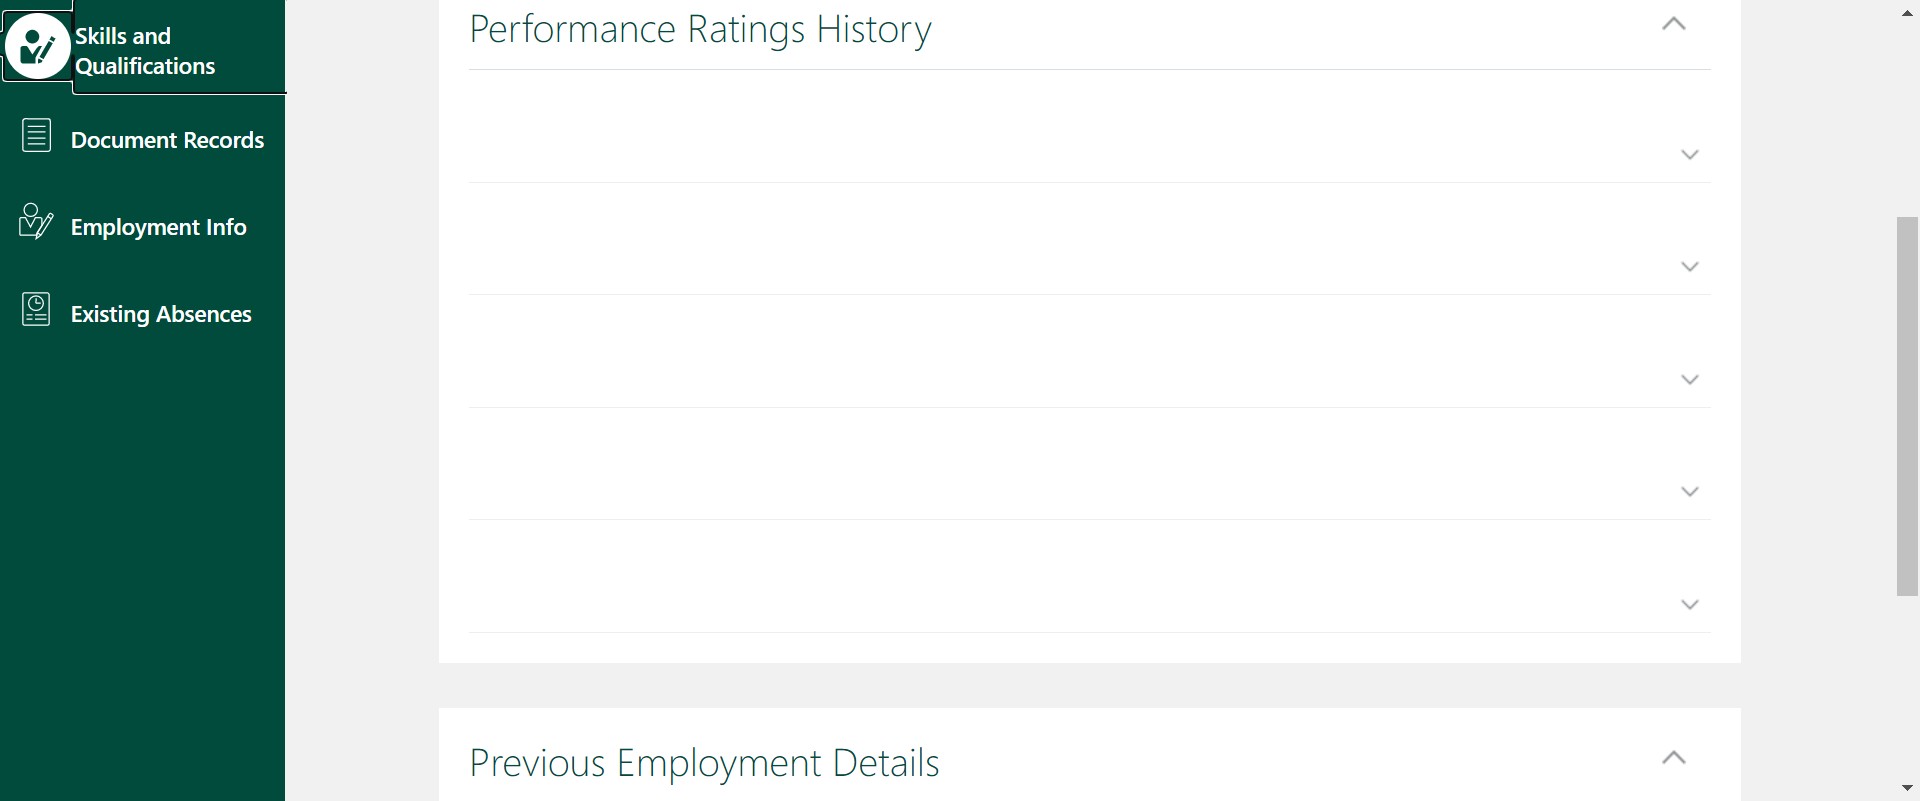 Skills and
Qualifications
Document Records
Employment Info
Existing Absences
Performance Ratings History
Previous Employment Details